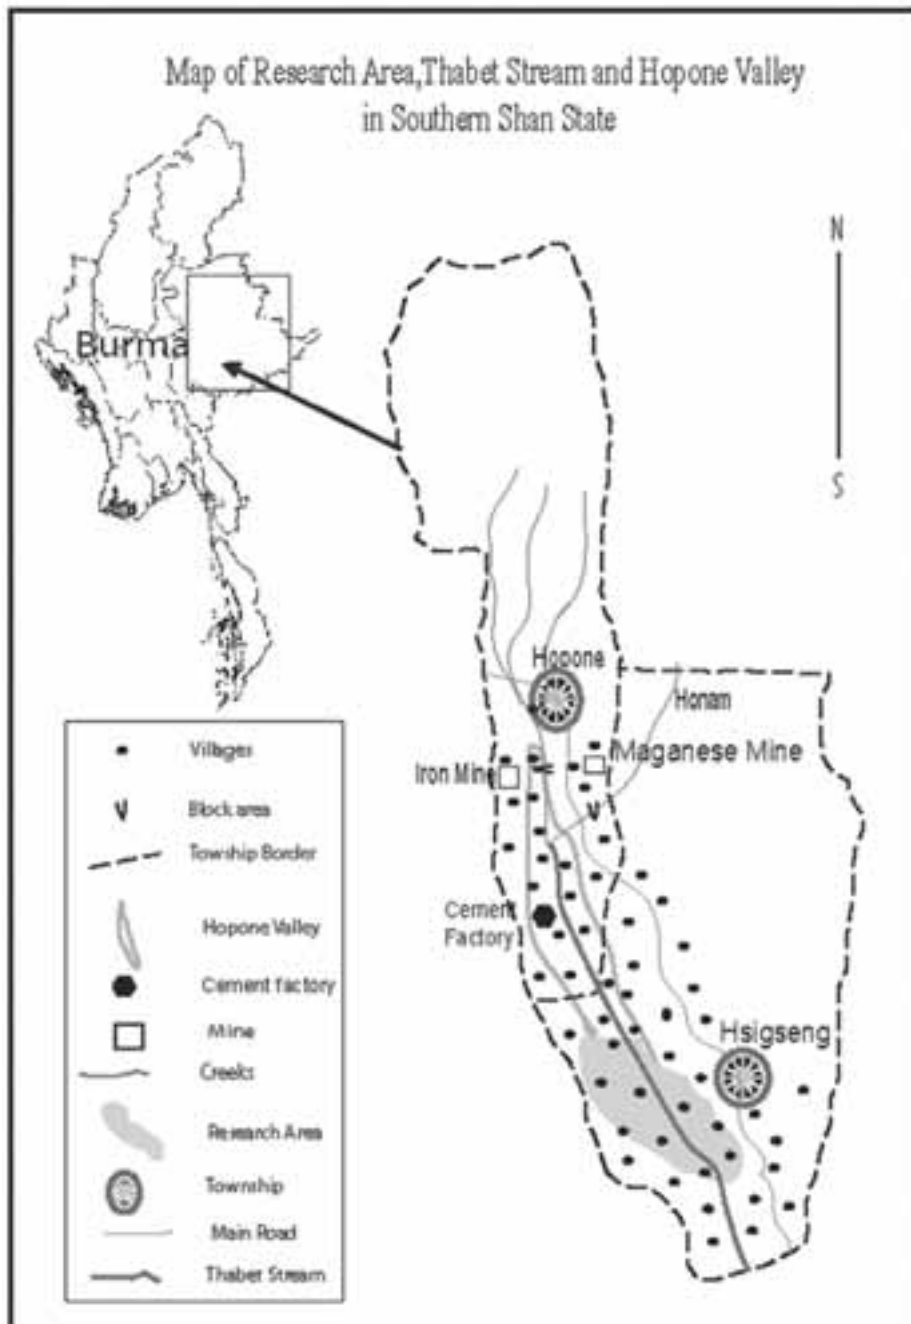 Map of Research Area,Thabet Stream and Hopone Valley
in Southern Shan State
N
Burma
S
Hopone
Honam
Maganese Mine
Iron Mine
Cement
Factory
Hsigseng
Villages
Block area
Township Border
Hopone Valley
Cement factory
Mine
Creeks
Research Area
Township
Main Road
Thabet Stream